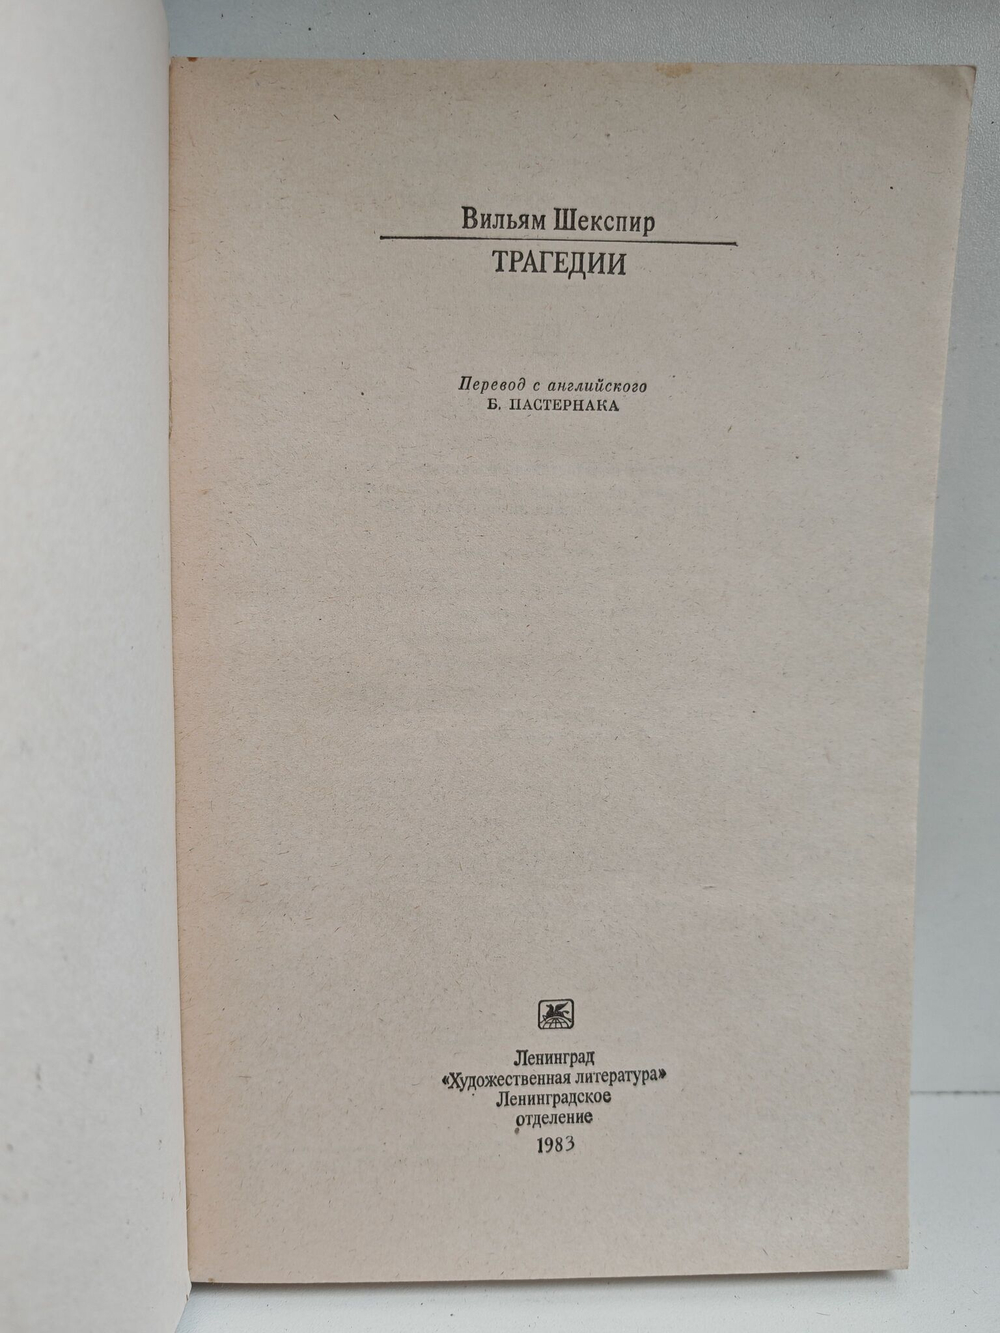 Вильям Шекспир
ТРАГЕДИИ
Перевод с английского
Б. ПАСТЕРНАКА
Ленинград
«Художественная литература»
Ленинградское
отделение
1983